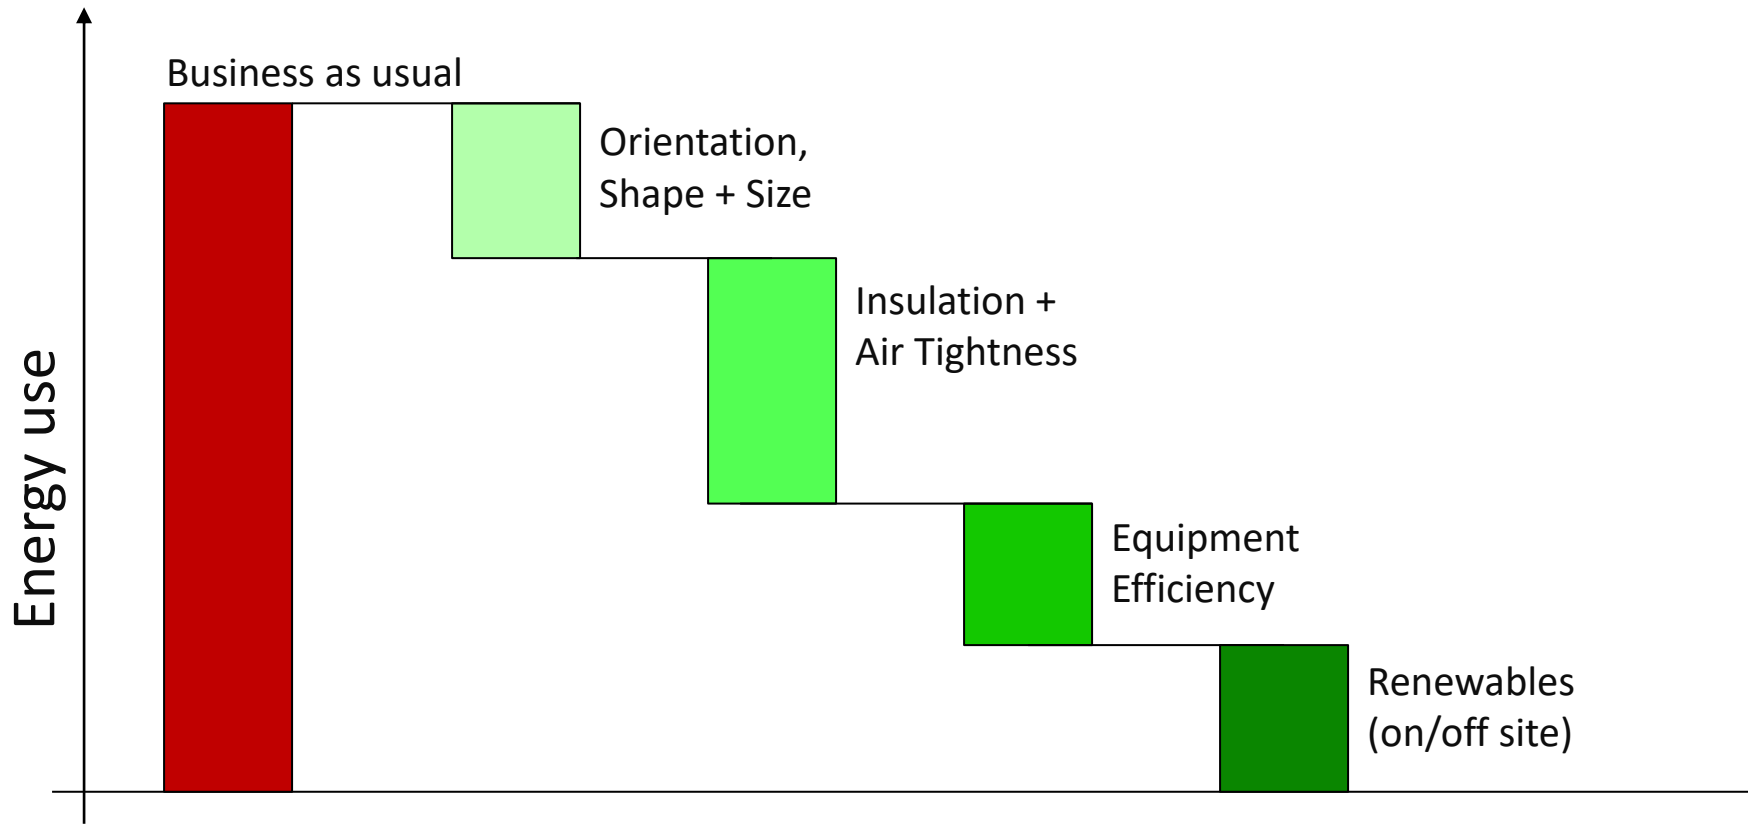 Business as usual
Orientation,
Shape + Size
Insulation +
Air Tightness
Energy use
Equipment
Efficiency
Renewables
(on/off site)